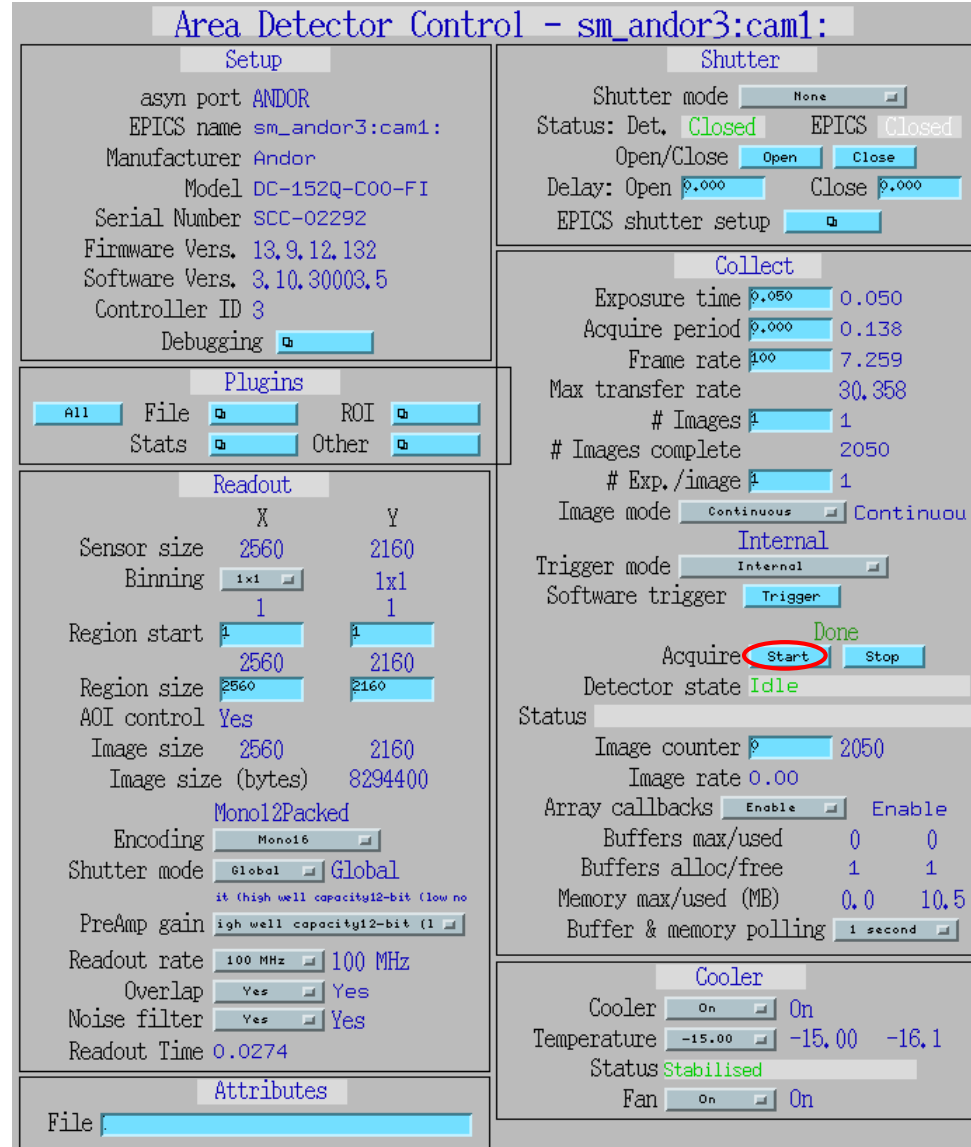 Area Detector Control - sm_andor3:cam1:
Setup
asyn port ANDOR
EPICS name sm_andor3:cam1:
Manufacturer Andor
Model DC-152Q-C00-FI
Serial Number SCC-02292
Firmware Vers. 13.9.12.132
Software Vers. 3.10.30003.5
Controller ID 3
Debugging
Plugins
All File ROI
Stats Other
Readout
X Y
Sensor size 2560 2160
Binning 1x1 1x1
1 1
Region start 1 1
2560 2160
Region size 2560 2160
AOI control Yes
Image size 2560 2160
Image size (bytes) 8294400
Mono12Packed
Encoding Mono16
Shutter mode Global Global
it (high well capacity12-bit (low no
PreAmp gain igh well capacity12-bit (l
Readout rate 100 MHz 100 MHz
Overlap Yes Yes
Noise filter Yes Yes
Readout Time 0.0274
Attributes
File
Shutter
Shutter mode None
Status: Det. Closed EPICS Closed
Open/Close Open Close
Delay: Open 0.000 Close 0.000
EPICS shutter setup
Collect
Exposure time 0.050 0.050
Acquire period 0.000 0.138
Frame rate 100 7.259
Max transfer rate 30.358
# Images 1 1
# Images complete 2050
# Exp./image 1 1
Image mode Continuous Continuou
Internal
Trigger mode Internal
Software trigger Trigger
Done
Acquire Start Stop
Detector state Idle
Status
Image counter 0 2050
Image rate 0.00
Array callbacks Enable Enable
Buffers max/used 0 0
Buffers alloc/free 1 1
Memory max/used (MB) 0.0 10.5
Buffer & memory polling 1 second
Cooler
Cooler On On
Temperature -15.00 -15.00 -16.1
Status Stabilised
Fan On On